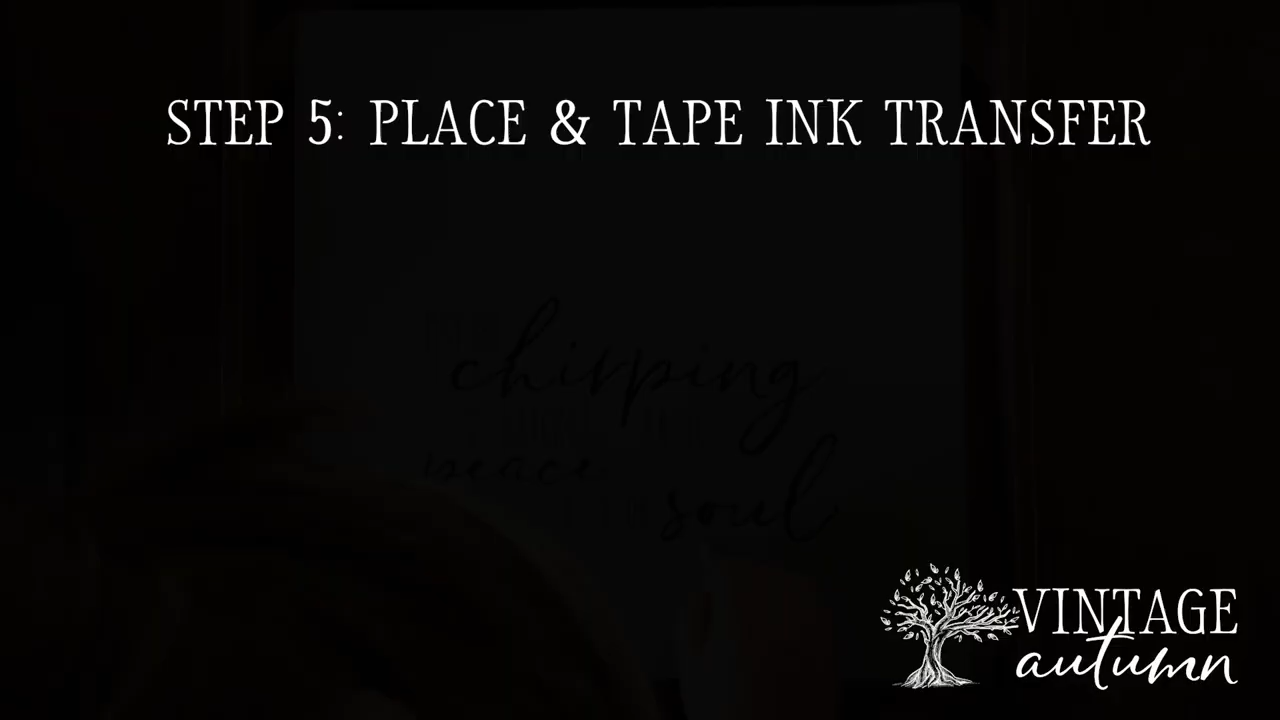 STEP 5: PLACE & TAPE INK TRANSFER
chirping
peace
soul
VINTAGE
autumn